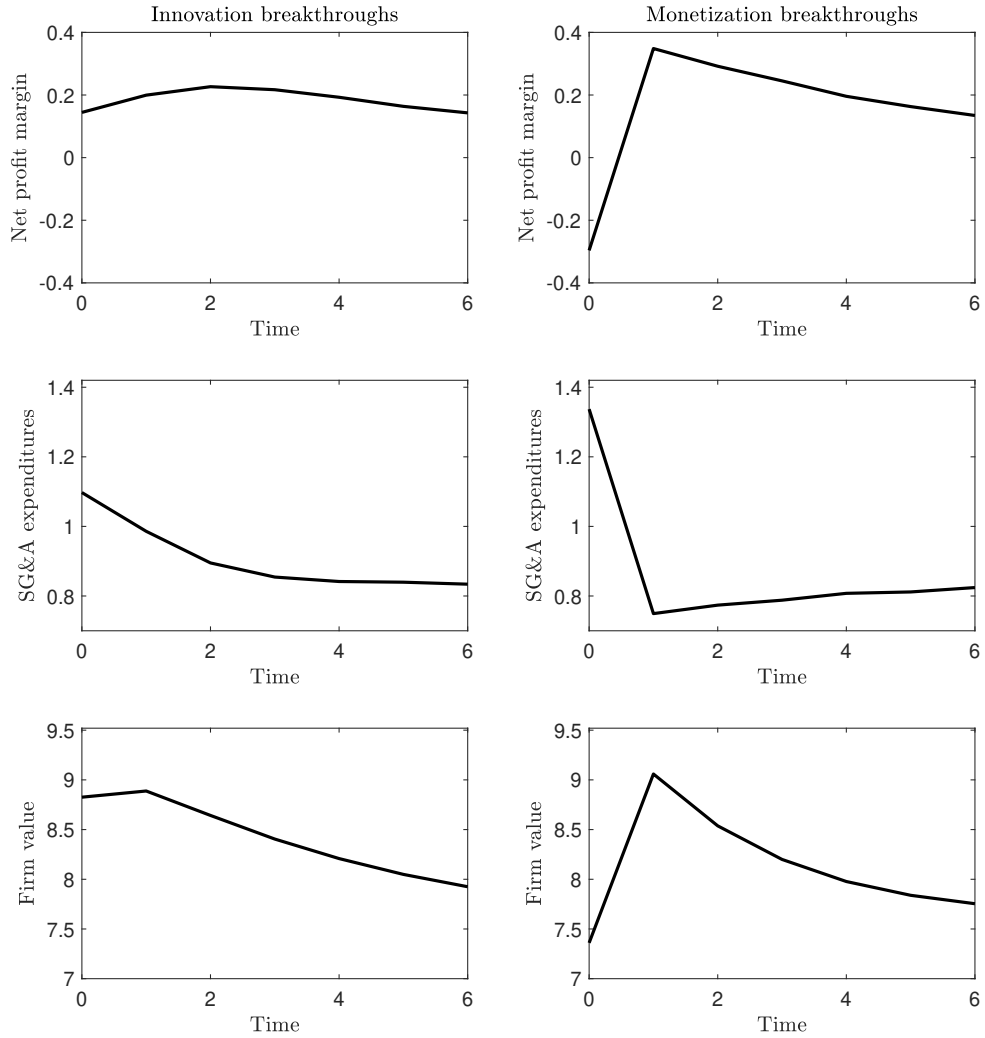 Innovation breakthroughs
0.4
0.2
0
-0.2
-0.4
Net profit margin
0 2 4 6
Time
Monetization breakthroughs
0.4
0.2
0
-0.2
-0.4
Net profit margin
0 2 4 6
Time
1.4
1.2
1
0.8
SG&A expenditures
0 2 4 6
Time
1.4
1.2
1
0.8
SG&A expenditures
0 2 4 6
Time
9.5
9
8.5
8
7.5
7
Firm value
0 2 4 6
Time
9.5
9
8.5
8
7.5
7
Firm value
0 2 4 6
Time